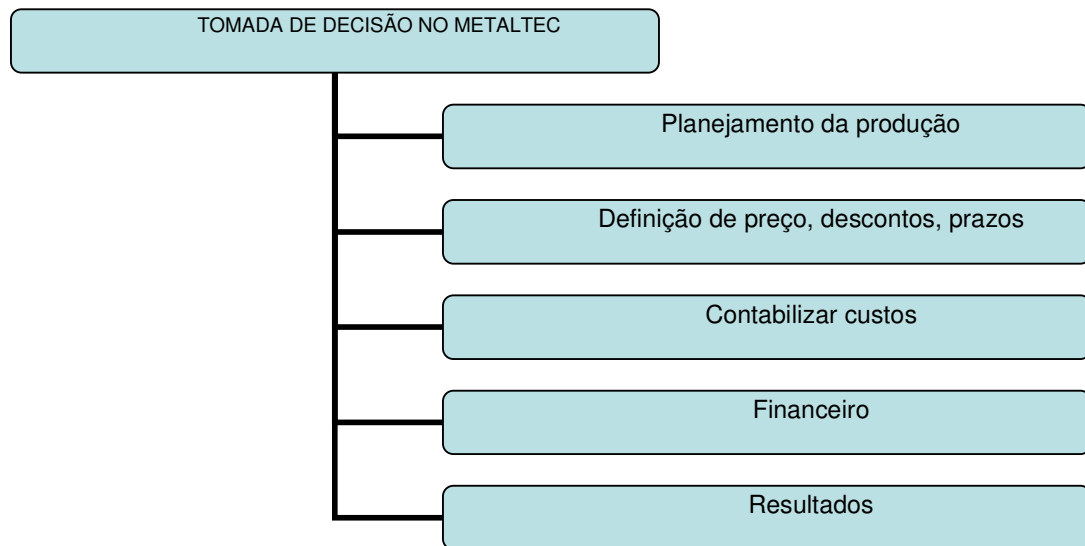 TOMADA DE DECISÃO NO METALTEC
Planejamento da produção
Definição de preço, descontos, prazos
Contabilizar custos
Financeiro
Resultados